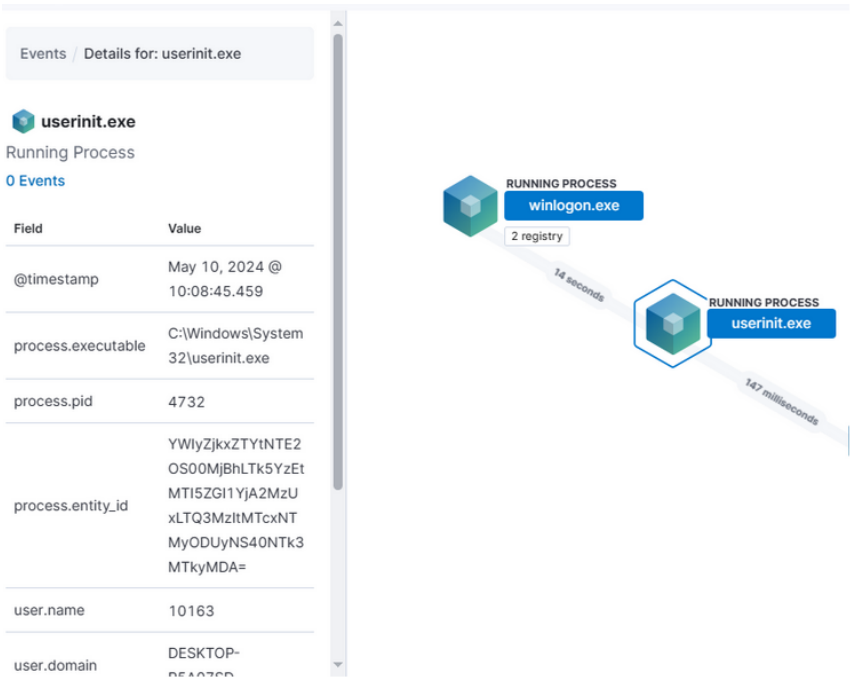 Events / Details for: userinit.exe
userinit.exe
Running Process
0 Events
Field Value
@timestamp May 10, 2024 @
10:08:45.459
process.executable C:\Windows\System
32\userinit.exe
process.pid 4732
YWIyZjkxZTYtNTE2
OS00MjBhLTk5YzEt
MTI5ZGI1YjA2MzU
process.entity_id xLTQ3MzItMTcxNT
MyODUyNS40NTk3
MTkyMDA=
user.name 10163
user.domain DESKTOP-
RUNNING PROCESS
winlogon.exe
2 registry
14 seconds
RUNNING PROCESS
userinit.exe
147 milliseconds